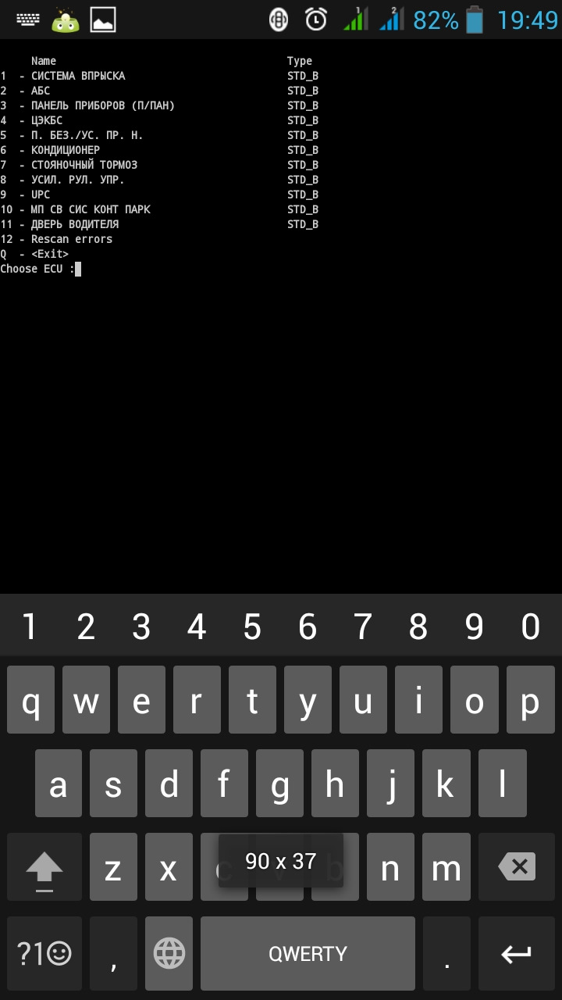 1 2 82% 19:49
Name Type
1 - СИСТЕМА ВПРЫСКА STD_B
2 - АБС STD_B
3 - ПАНЕЛЬ ПРИБОРОВ (П/ПАН) STD_B
4 - ЦЭКБС STD_B
5 - П. БЕЗ./УС. ПР. Н. STD_B
6 - КОНДИЦИОНЕР STD_B
7 - СТОЯНОЧНЫЙ ТОРМОЗ STD_B
8 - УСИЛ. РУЛ. УПР. STD_B
9 - UPC STD_B
10 - МП СВ СИС КОНТ ПАРК STD_B
11 - ДВЕРЬ ВОДИТЕЛЯ STD_B
12 - Rescan errors
Q - <Exit>
Choose ECU :
1 2 3 4 5 6 7 8 9 0
q w e r t y u i o p
a s d f g h j k l
z x c v b n m
90 x 37
?1☺ , QWERTY .